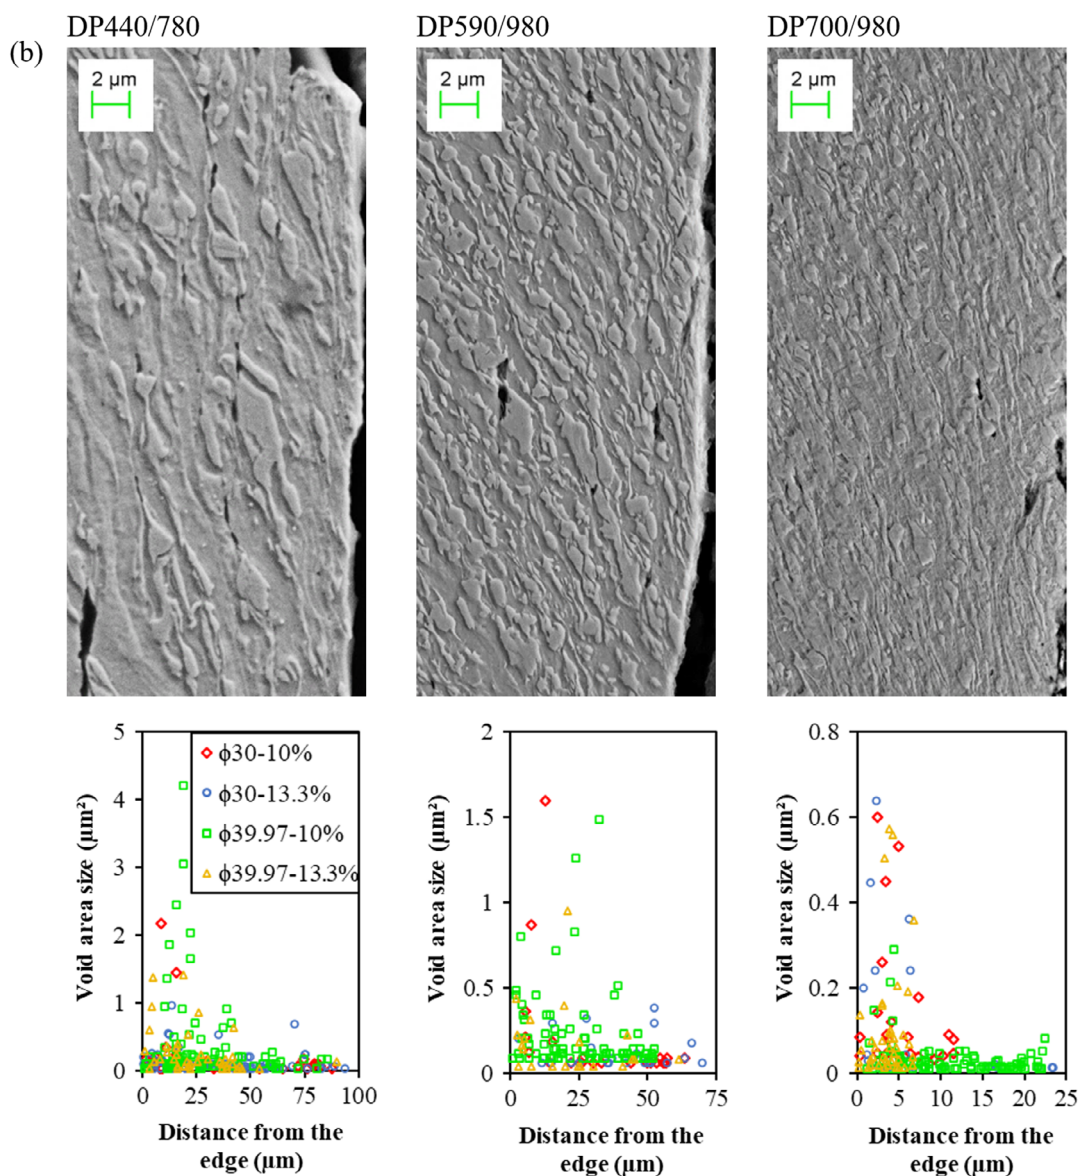 DP440/780
DP590/980
DP700/980
(b)
2 µm
2 µm
2 µm
5
4
3
2
1
0
0
25
50
75
100
Void area size (µm²)
Distance from the
edge (µm)
ϕ30-10%
ϕ30-13.3%
ϕ39.97-10%
ϕ39.97-13.3%
2
1.5
1
0.5
0
0
25
50
75
Void area size (µm²)
Distance from the
edge (µm)
0.8
0.6
0.4
0.2
0
0
5
10
15
20
25
Void area size (µm²)
Distance from the
edge (µm)